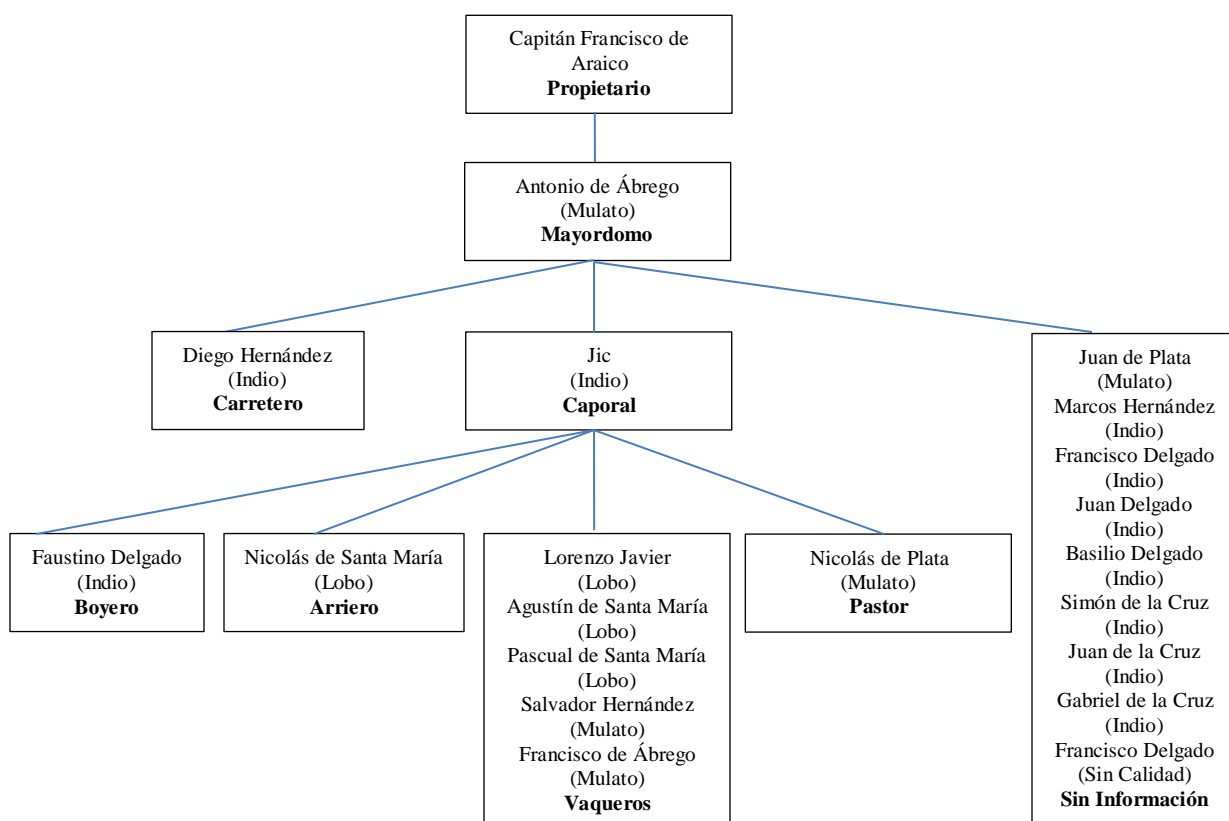 Capitán Francisco de
Araico
Propietario
Antonio de Ábrego
(Mulato)
Mayordomo
Diego Hernández
(Indio)
Carretero
Jic
(Indio)
Caporal
Juan de Plata
(Mulato)
Marcos Hernández
(Indio)
Francisco Delgado
(Indio)
Juan Delgado
(Indio)
Basilio Delgado
(Indio)
Simón de la Cruz
(Indio)
Juan de la Cruz
(Indio)
Gabriel de la Cruz
(Indio)
Francisco Delgado
(Sin Calidad)
Sin Información
Faustino Delgado
(Indio)
Boyero
Nicolás de Santa María
(Lobo)
Arriero
Lorenzo Javier
(Lobo)
Agustín de Santa María
(Lobo)
Pascual de Santa María
(Lobo)
Salvador Hernández
(Mulato)
Francisco de Ábrego
(Mulato)
Vaqueros
Nicolás de Plata
(Mulato)
Pastor